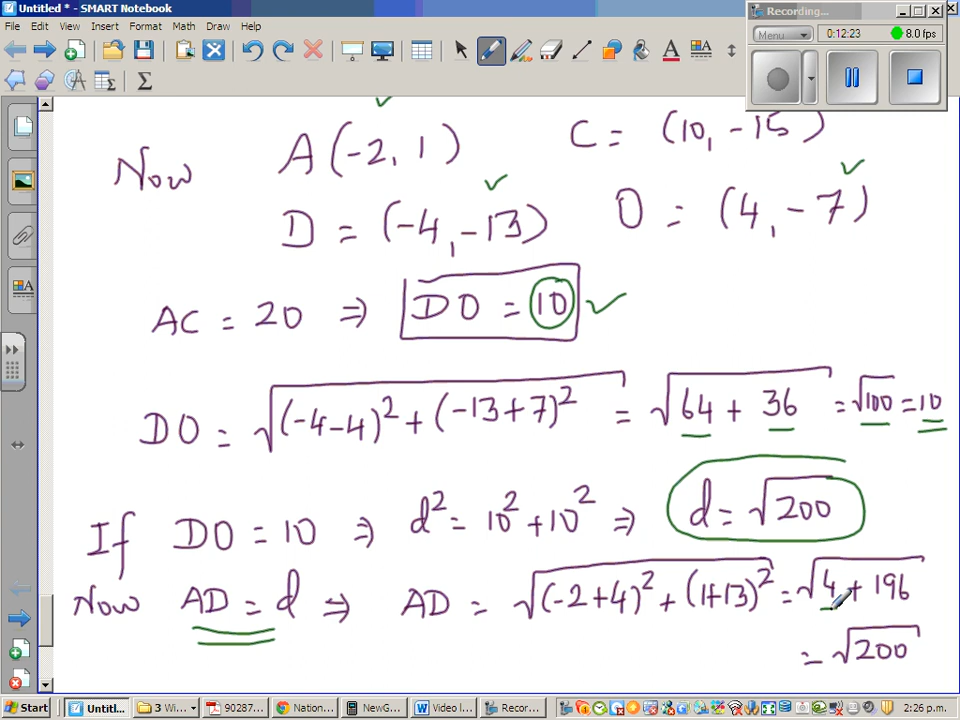 Untitled * - SMART Notebook
Recording...
File Edit View Insert Format Math Draw Help
Menu 0:12:23 8.0 fps
Now A(-2, 1) C = (10, -15)
D = (-4, -13) O = (4, -7)
AC = 20 ⇒ DO = 10 ✓
DO = √((-4-4)² + (-13+7)²) = √(64 + 36) = √100 = 10
If DO = 10 ⇒ d² = 10² + 10² ⇒ d = √200
Now AD = d ⇒ AD = √((-2+4)² + (1+13)²) = √(4 + 196)
= √200
Start Untitl... 3 Wi... 90287... Nation... NewG... Video l... Recor... 2:26 p.m.